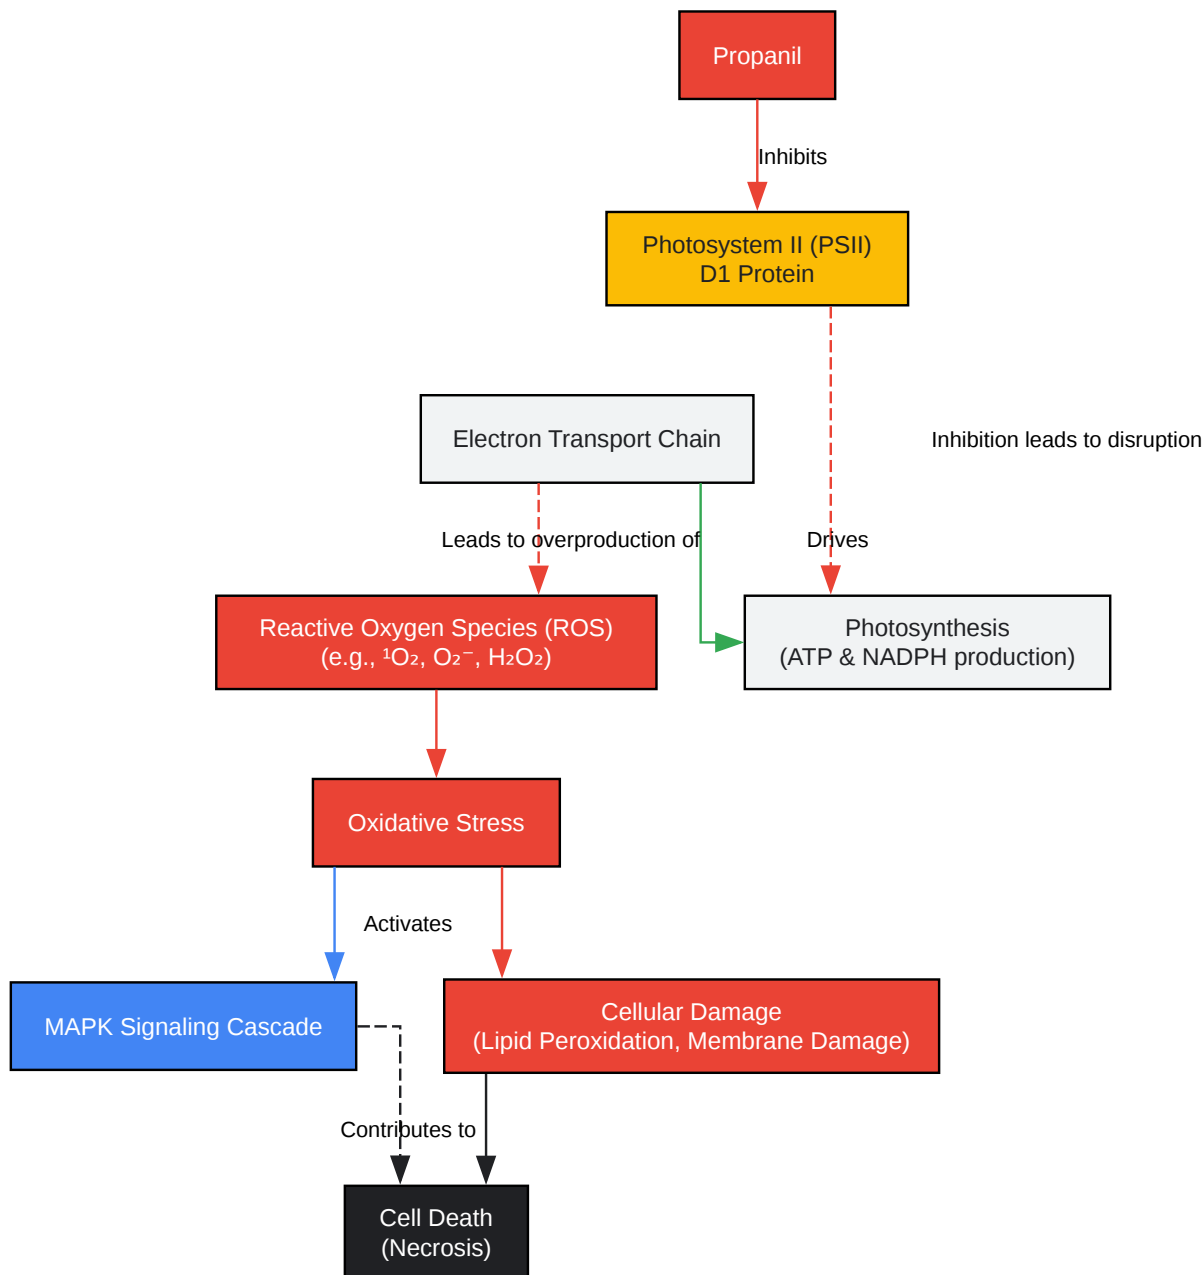 Propanil
Inhibits
Photosystem II (PSII)
D1 Protein
Electron Transport Chain
Inhibition leads to disruption
Leads to overproduction of
Drives
Reactive Oxygen Species (ROS)
(e.g., ¹O₂, O₂⁻, H₂O₂)
Photosynthesis
(ATP & NADPH production)
Oxidative Stress
Activates
MAPK Signaling Cascade
Cellular Damage
(Lipid Peroxidation, Membrane Damage)
Contributes to
Cell Death
(Necrosis)